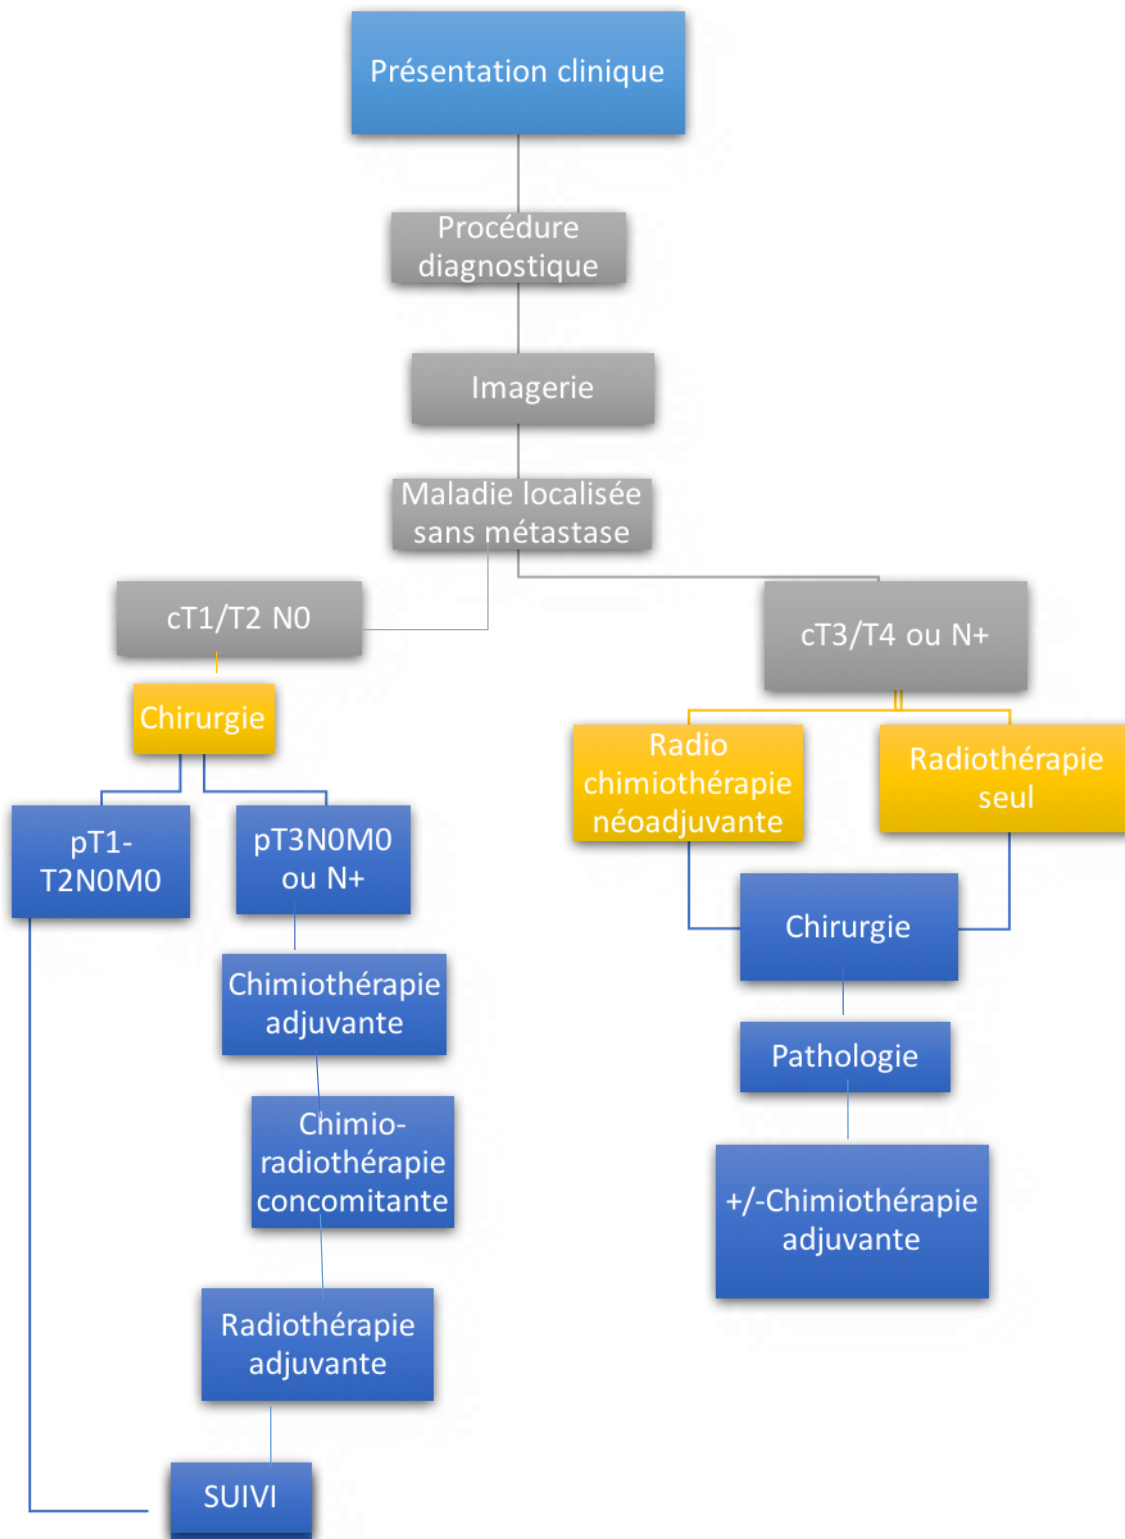 Présentation clinique
Procédure
diagnostique
Imagerie
Maladie localisée
sans métastase
cT1/T2 N0
cT3/T4 ou N+
Chirurgie
Radio
chimiothérapie
néoadjuvante
Radiothérapie
seul
pT1-
T2N0M0
pT3N0M0
ou N+
Chirurgie
Chimiothérapie
adjuvante
Pathologie
Chimio-
radiothérapie
concomitante
+/-Chimiothérapie
adjuvante
Radiothérapie
adjuvante
SUIVI